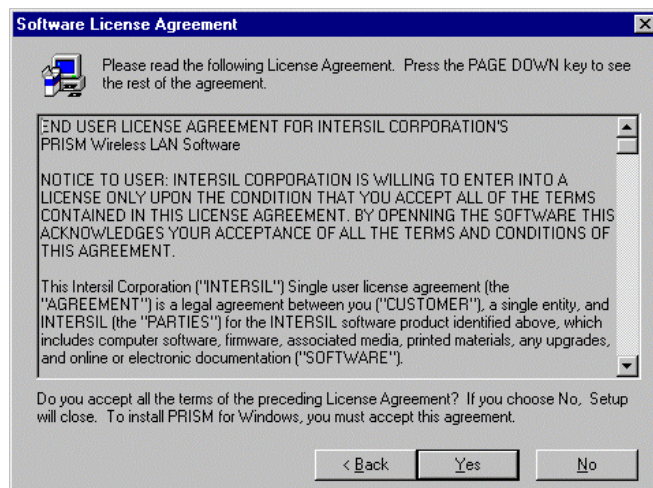 Software License Agreement
Please read the following License Agreement. Press the PAGE DOWN key to see
the rest of the agreement.
END USER LICENSE AGREEMENT FOR INTERSIL CORPORATION'S
PRISM Wireless LAN Software
NOTICE TO USER: INTERSIL CORPORATION IS WILLING TO ENTER INTO A
LICENSE ONLY UPON THE CONDITION THAT YOU ACCEPT ALL OF THE TERMS
CONTAINED IN THIS LICENSE AGREEMENT. BY OPENNING THE SOFTWARE THIS
ACKNOWLEDGES YOUR ACCEPTANCE OF ALL THE TERMS AND CONDITIONS OF
THIS AGREEMENT.
This Intersil Corporation ("INTERSIL") Single user license agreement (the
"AGREEMENT") is a legal agreement between you ("CUSTOMER"), a single entity, and
INTERSIL (the "PARTIES") for the INTERSIL software product identified above, which
includes computer software, firmware, associated media, printed materials, any upgrades,
and online or electronic documentation ("SOFTWARE").
Do you accept all the terms of the preceding License Agreement? If you choose No, Setup
will close. To install PRISM for Windows, you must accept this agreement.
< Back Yes No